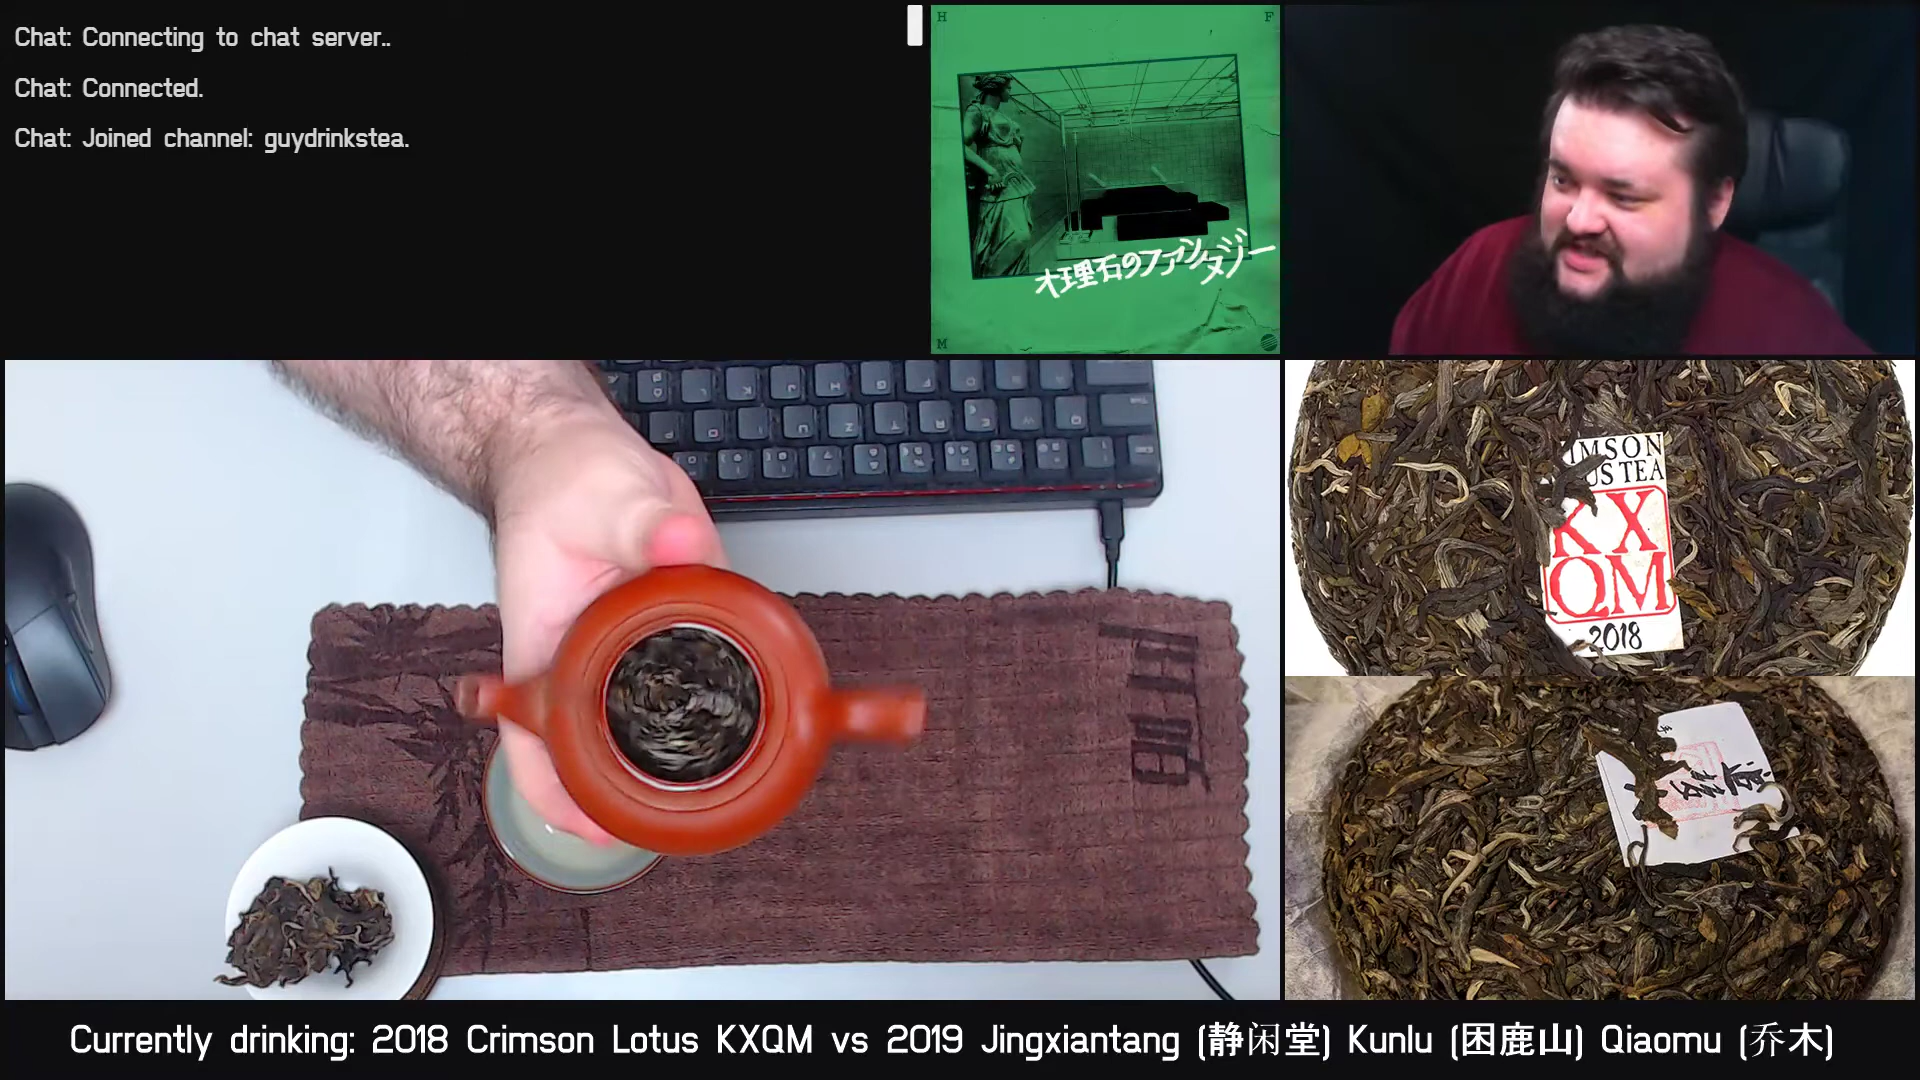 Chat: Connecting to chat server..
Chat: Connected.
Chat: Joined channel: guydrinkstea.
H
F
大理石のファンタジー
M
IMSON
US TEA
KX
QM
2018
Currently drinking: 2018 Crimson Lotus KXQM vs 2019 Jingxiantang (静闲堂) Kunlu (困鹿山) Qiaomu (乔木)